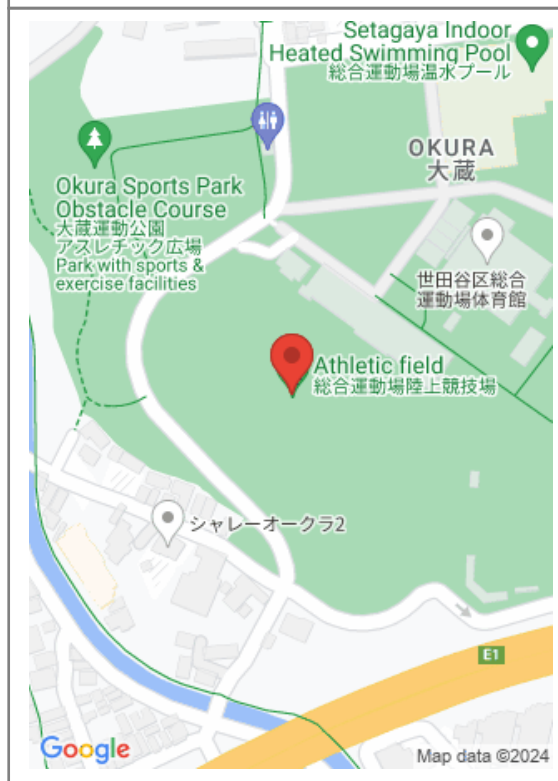 Setagaya Indoor
Heated Swimming Pool
総合運動場温水プール
OKURA
大蔵
Okura Sports Park
Obstacle Course
大蔵運動公園
アスレチック広場
Park with sports &
exercise facilities
世田谷区総合
運動場体育館
Athletic field
総合運動場陸上競技場
シャレーオークラ2
E1
Google
Map data ©2024